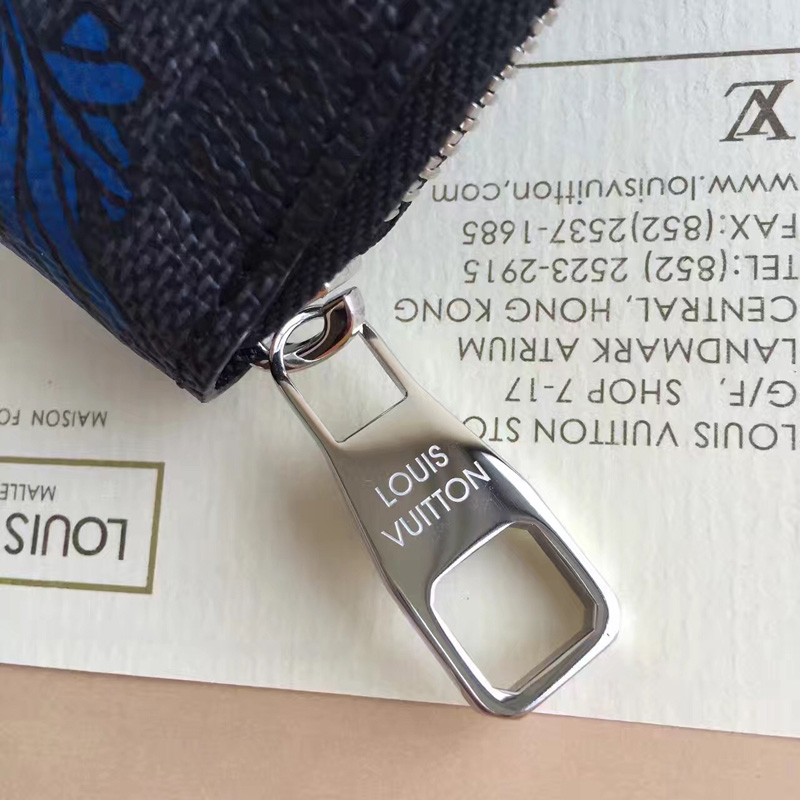 LOUIS
VUITTON
LOUIS VUITTON STO
G/F, SHOP 7-17
LANDMARK ATRIUM
CENTRAL, HONG KONG
TEL:(852) 2523-2915
FAX:(852)2537-1685
www.louisvuitton.com
LV
LOUIS
MALLE
MAISON FO